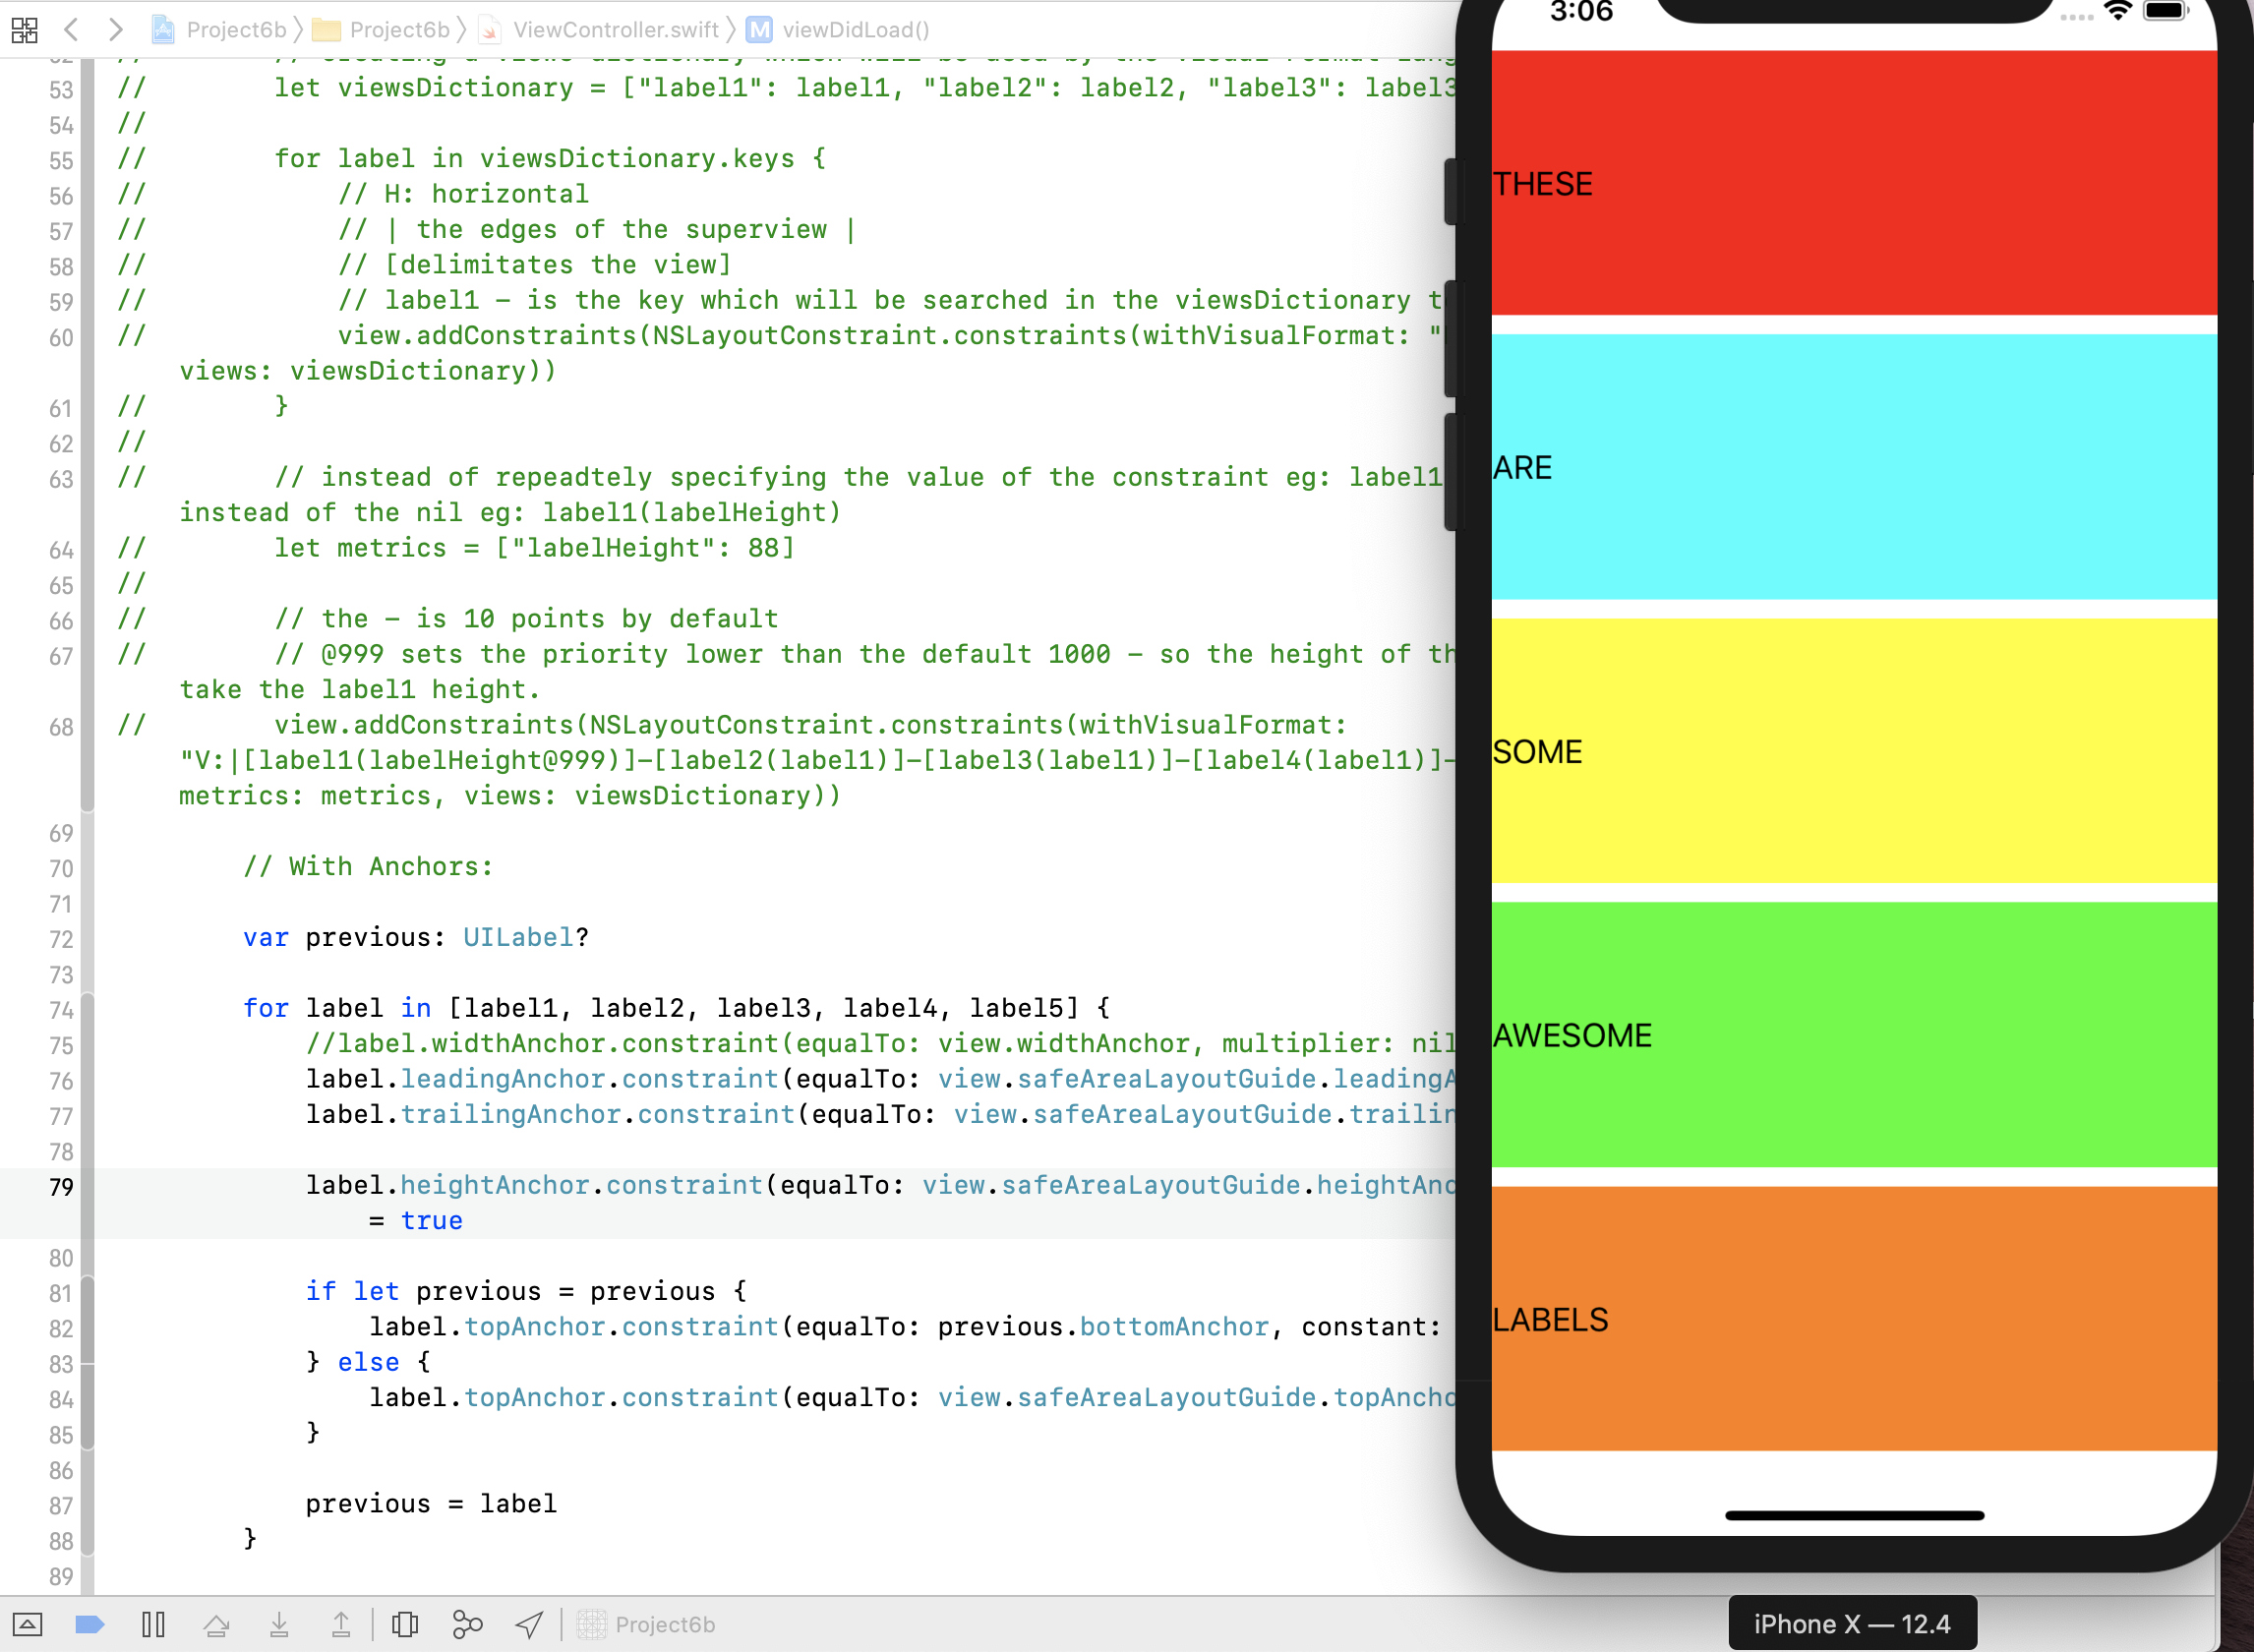 Project6b 〉 Project6b 〉 ViewController.swift 〉 M viewDidLoad()
53 // let viewsDictionary = ["label1": label1, "label2": label2, "label3": label3
54 //
55 // for label in viewsDictionary.keys {
56 // // H: horizontal
57 // // | the edges of the superview |
58 // // [delimitates the view]
59 // // label1 – is the key which will be searched in the viewsDictionary t
60 // view.addConstraints(NSLayoutConstraint.constraints(withVisualFormat: "
views: viewsDictionary))
61 // }
62 //
63 // // instead of repeadtely specifying the value of the constraint eg: label1
instead of the nil eg: label1(labelHeight)
64 // let metrics = ["labelHeight": 88]
65 //
66 // // the – is 10 points by default
67 // // @999 sets the priority lower than the default 1000 – so the height of th
take the label1 height.
68 // view.addConstraints(NSLayoutConstraint.constraints(withVisualFormat:
"V:|[label1(labelHeight@999)]-[label2(label1)]-[label3(label1)]-[label4(label1)]-
metrics: metrics, views: viewsDictionary))
69
70 // With Anchors:
71
72 var previous: UILabel?
73
74 for label in [label1, label2, label3, label4, label5] {
75 //label.widthAnchor.constraint(equalTo: view.widthAnchor, multiplier: nil
76 label.leadingAnchor.constraint(equalTo: view.safeAreaLayoutGuide.leadingA
77 label.trailingAnchor.constraint(equalTo: view.safeAreaLayoutGuide.trailin
78
79 label.heightAnchor.constraint(equalTo: view.safeAreaLayoutGuide.heightAnc
= true
80
81 if let previous = previous {
82 label.topAnchor.constraint(equalTo: previous.bottomAnchor, constant:
83 } else {
84 label.topAnchor.constraint(equalTo: view.safeAreaLayoutGuide.topAncho
85 }
86
87 previous = label
88 }
89
Project6b
3:06
THESE
ARE
SOME
AWESOME
LABELS
iPhone X — 12.4